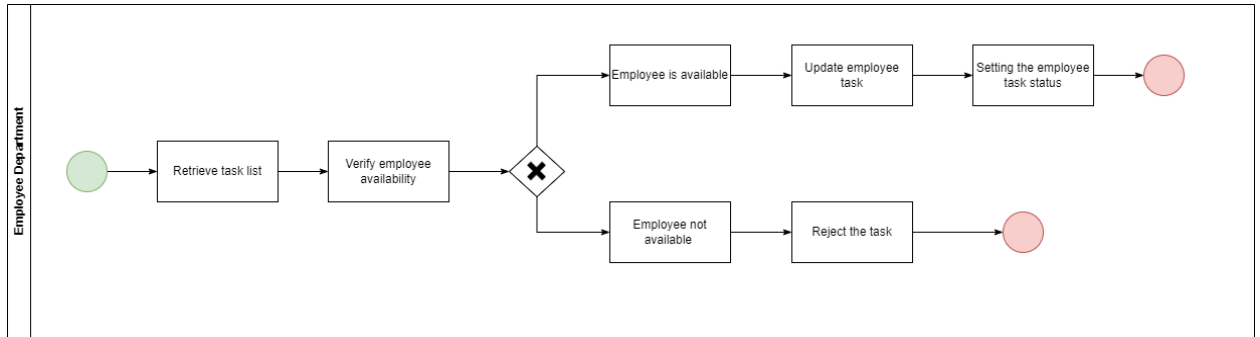 Employee Department
Retrieve task list
Verify employee
availability
Employee is available
Update employee
task
Setting the employee
task status
Employee not
available
Reject the task